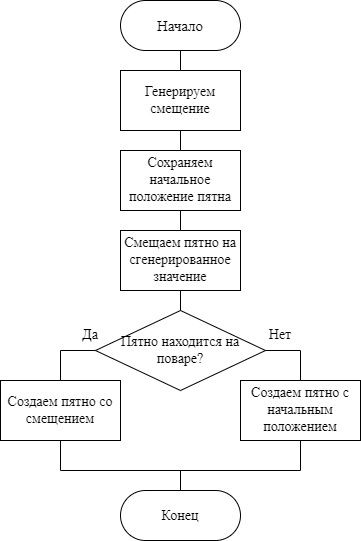 Начало
Генерируем
смещение
Сохраняем
начальное
положение пятна
Смещаем пятно на
сгенерированное
значение
Да
Пятно находится на
поваре?
Нет
Создаем пятно со
смещением
Создаем пятно с
начальным
положением
Конец